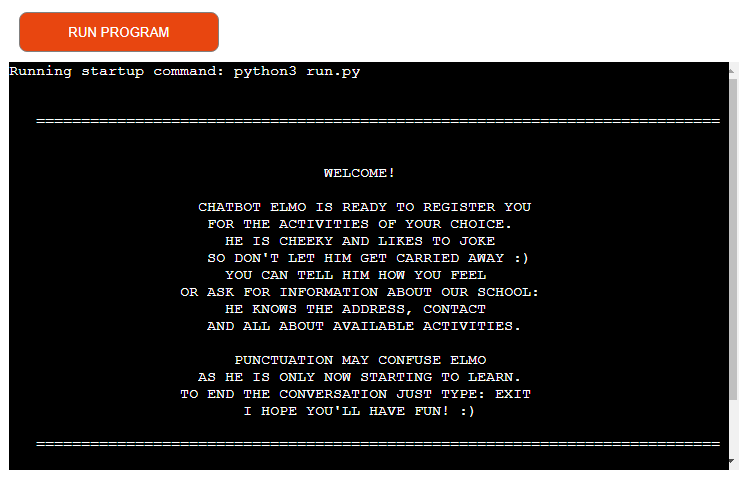 RUN PROGRAM
Running startup command: python3 run.py
============================================================================
WELCOME!
CHATBOT ELMO IS READY TO REGISTER YOU
FOR THE ACTIVITIES OF YOUR CHOICE.
HE IS CHEEKY AND LIKES TO JOKE
SO DON'T LET HIM GET CARRIED AWAY :)
YOU CAN TELL HIM HOW YOU FEEL
OR ASK FOR INFORMATION ABOUT OUR SCHOOL:
HE KNOWS THE ADDRESS, CONTACT
AND ALL ABOUT AVAILABLE ACTIVITIES.
PUNCTUATION MAY CONFUSE ELMO
AS HE IS ONLY NOW STARTING TO LEARN.
TO END THE CONVERSATION JUST TYPE: EXIT
I HOPE YOU'LL HAVE FUN! :)
============================================================================